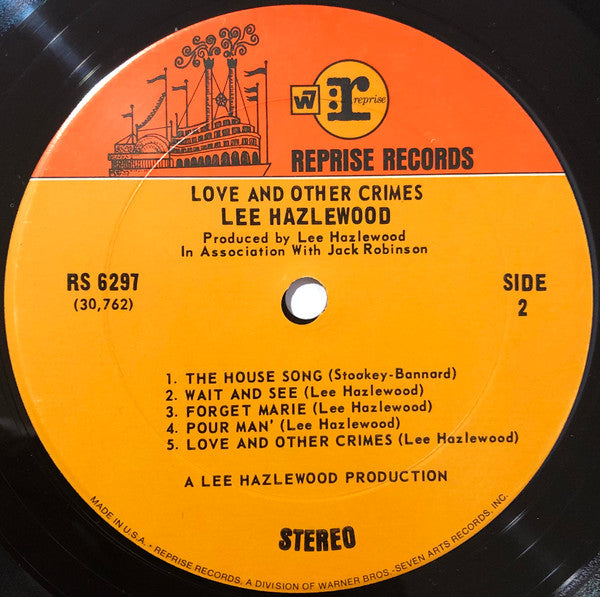 W7
r
reprise
REPRISE RECORDS
LOVE AND OTHER CRIMES
LEE HAZLEWOOD
Produced by Lee Hazlewood
In Association With Jack Robinson
RS 6297
(30,762)
SIDE
2
1. THE HOUSE SONG (Stookey-Bannard)
2. WAIT AND SEE (Lee Hazlewood)
3. FORGET MARIE (Lee Hazlewood)
4. POUR MAN' (Lee Hazlewood)
5. LOVE AND OTHER CRIMES (Lee Hazlewood)
A LEE HAZLEWOOD PRODUCTION
STEREO
MADE IN U.S.A. • REPRISE RECORDS, A DIVISION OF WARNER BROS.-SEVEN ARTS RECORDS, INC.